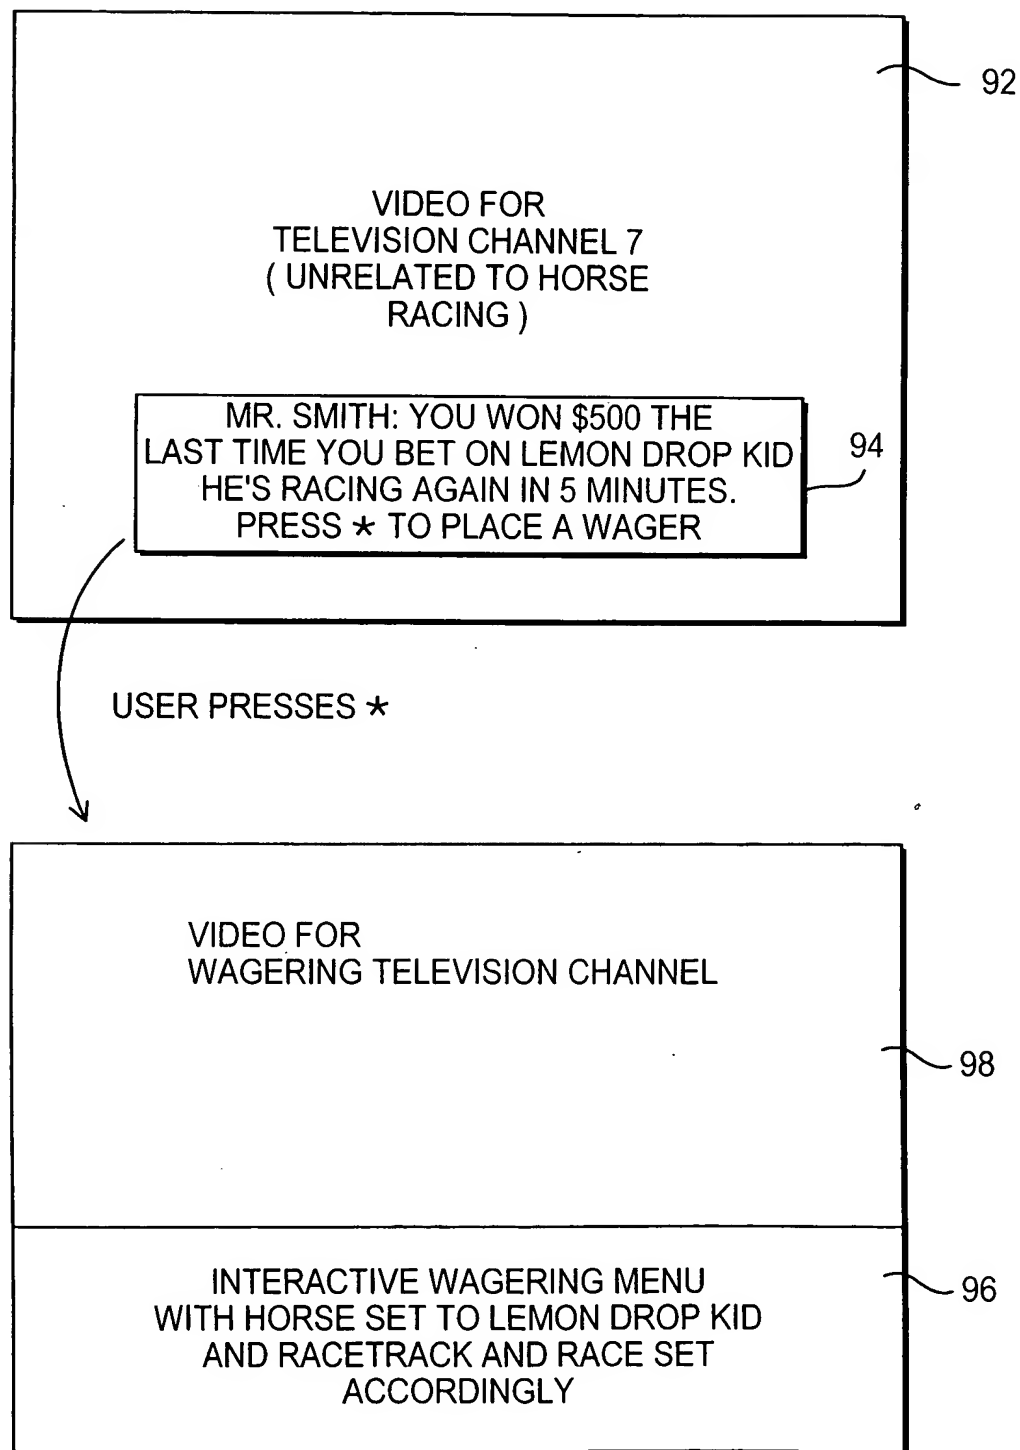 92
VIDEO FOR
TELEVISION CHANNEL 7
( UNRELATED TO HORSE
RACING )
MR. SMITH: YOU WON $500 THE
LAST TIME YOU BET ON LEMON DROP KID
HE'S RACING AGAIN IN 5 MINUTES.
PRESS * TO PLACE A WAGER
94
USER PRESSES *
VIDEO FOR
WAGERING TELEVISION CHANNEL
98
INTERACTIVE WAGERING MENU
WITH HORSE SET TO LEMON DROP KID
AND RACETRACK AND RACE SET
ACCORDINGLY
96